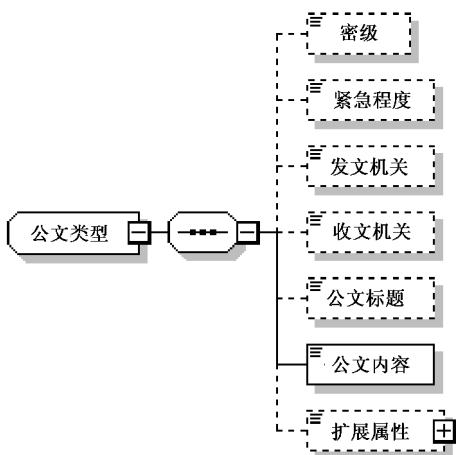 公文类型
密级
紧急程度
发文机关
收文机关
公文标题
公文内容
扩展属性